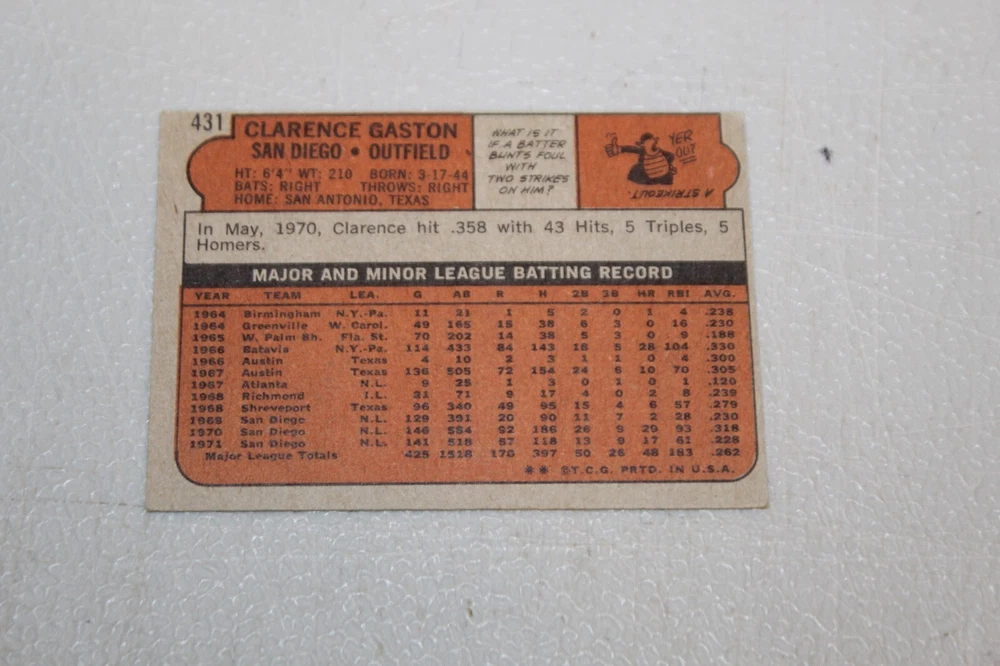 431
CLARENCE GASTON
SAN DIEGO • OUTFIELD
HT: 6'4" WT: 210 BORN: 3-17-44
BATS: RIGHT THROWS: RIGHT
HOME: SAN ANTONIO, TEXAS
WHAT IS IT
IF A BATTER
BUNTS FOUL
WITH
TWO STRIKES
ON HIM?
YER
OUT
A STRIKEOUT.
In May, 1970, Clarence hit .358 with 43 Hits, 5 Triples, 5
Homers.
MAJOR AND MINOR LEAGUE BATTING RECORD
YEAR TEAM LEA. G AB R H 2B 3B HR RBI AVG.
1964 Birmingham N.Y.-Pa. 11 21 1 5 2 0 1 4 .238
1964 Greenville W. Carol. 49 165 15 38 6 3 0 16 .230
1965 W. Palm Bh. Fla. St. 70 202 14 38 5 3 0 9 .188
1966 Batavia N.Y.-Pa. 114 433 84 143 18 5 28 104 .330
1966 Austin Texas 4 10 2 3 1 1 0 4 .300
1967 Austin Texas 136 505 72 154 24 6 10 70 .305
1967 Atlanta N.L. 9 25 1 3 0 1 0 1 .120
1968 Richmond I.L. 21 71 9 17 4 0 2 8 .239
1968 Shreveport Texas 96 340 49 95 15 4 6 57 .279
1969 San Diego N.L. 129 391 20 90 11 7 2 28 .230
1970 San Diego N.L. 146 584 92 186 26 9 29 93 .318
1971 San Diego N.L. 141 518 57 118 13 9 17 61 .228
Major League Totals 425 1518 170 397 50 26 48 183 .262
** ©T.C.G. PRTD. IN U.S.A.